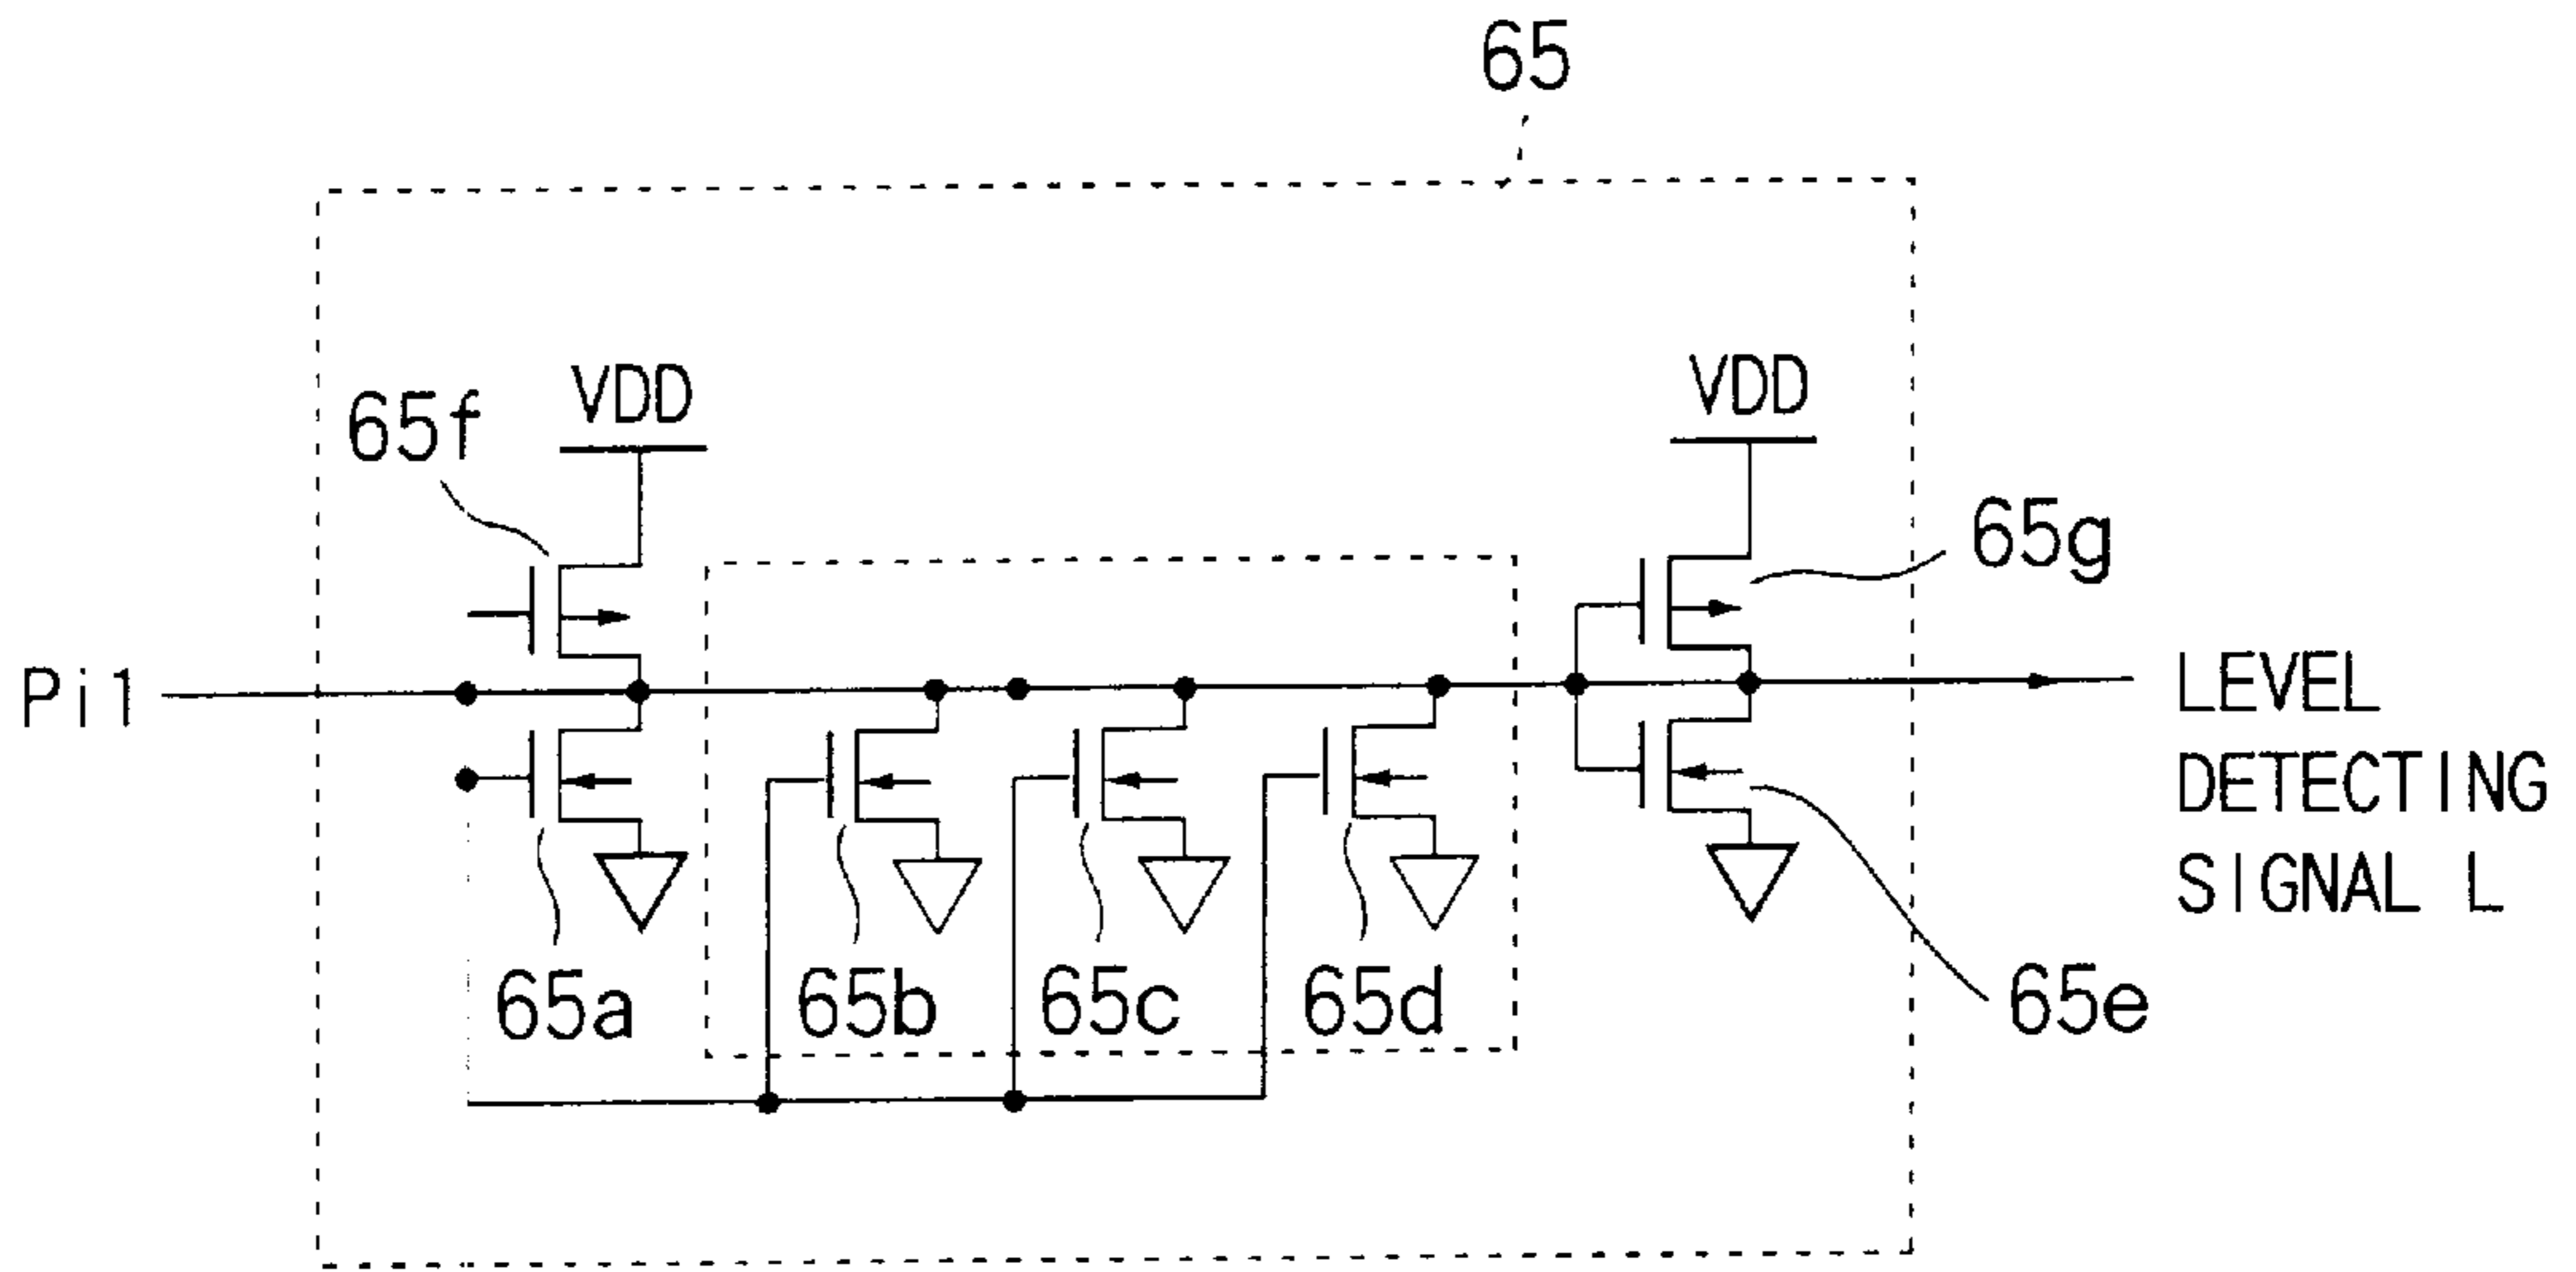 65
VDD
VDD
65f
65g
Pi1
LEVEL
DETECTING
SIGNAL L
65a
65b
65c
65d
65e